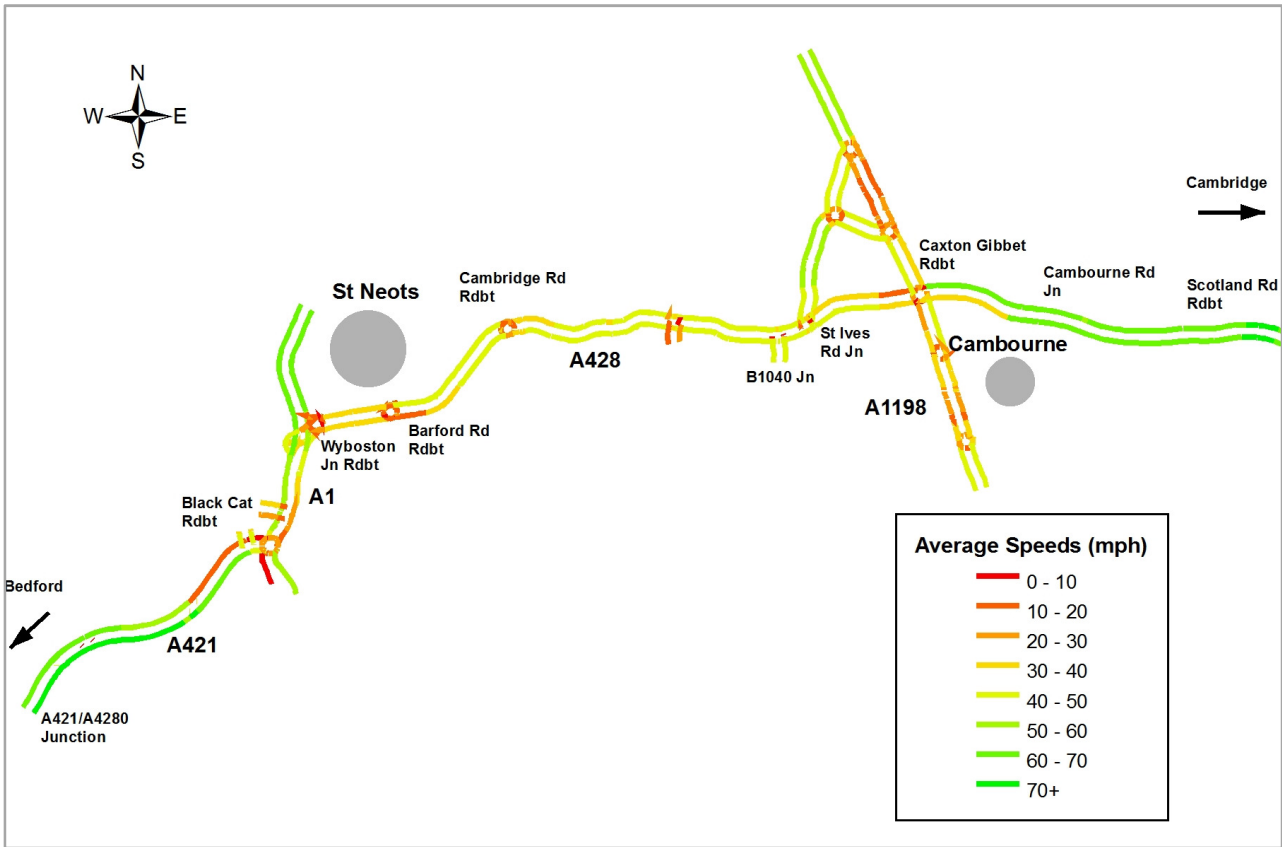 N
W
E
S
St Neots
Cambridge Rd
Rdbt
A428
Barford Rd
Rdbt
Wyboston
Jn Rdbt
A1
Black Cat
Rdbt
Bedford
A421
A421/A4280
Junction
B1040 Jn
St Ives
Rd Jn
Caxton Gibbet
Rdbt
Cambourne
A1198
Cambourne Rd
Jn
Cambridge
Scotland Rd
Rdbt
Average Speeds (mph)
0 - 10
10 - 20
20 - 30
30 - 40
40 - 50
50 - 60
60 - 70
70+